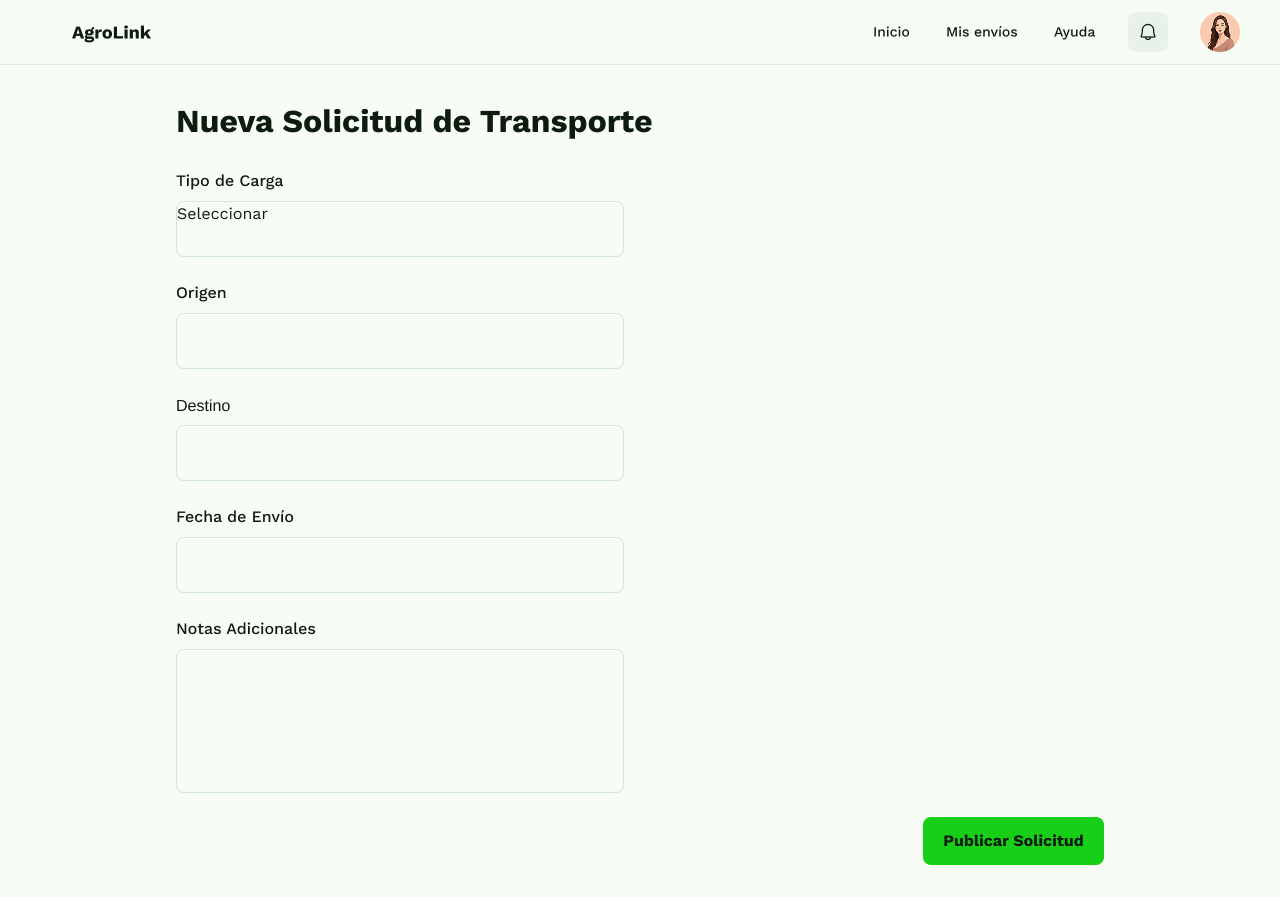 AgroLink
Inicio
Mis envíos
Ayuda
Nueva Solicitud de Transporte
Tipo de Carga
Seleccionar
Origen
Destino
Fecha de Envío
Notas Adicionales
Publicar Solicitud